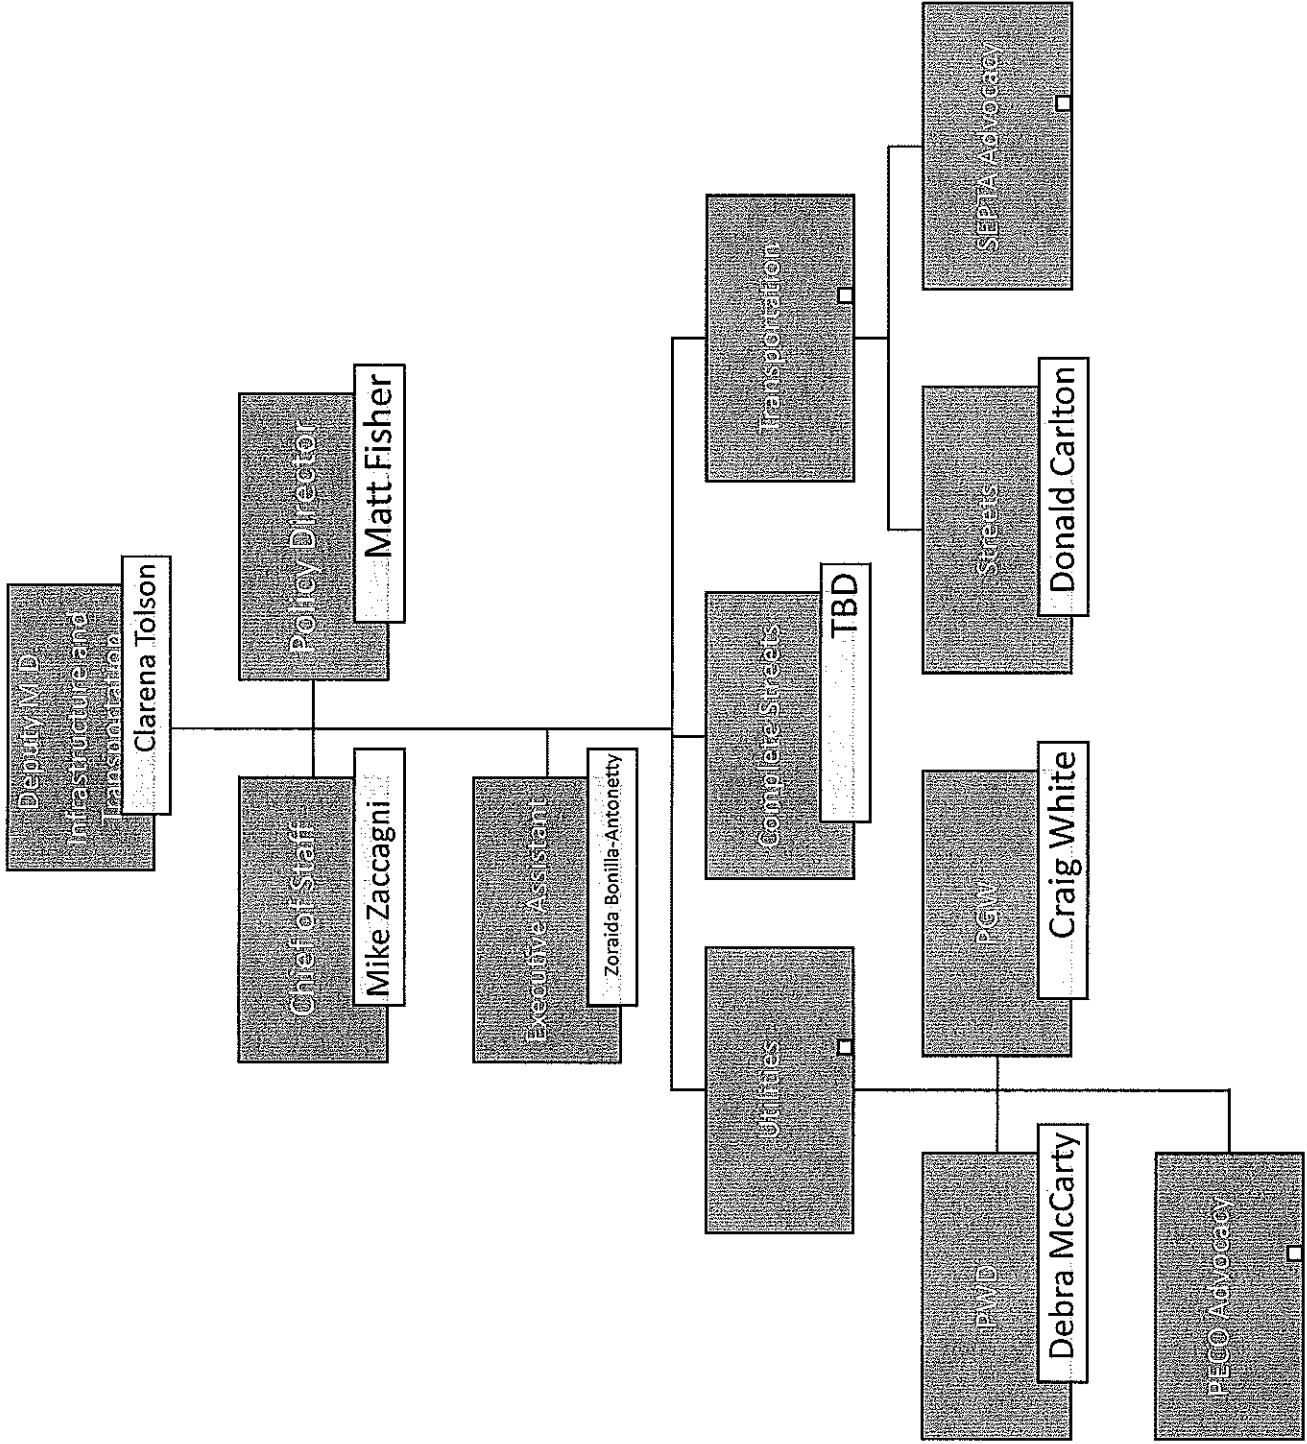 Deputy M D
Infrastructure and
Transportation
Clarena Tolson
Chief of Staff
Mike Zaccagni
Policy Director
Matt Fisher
Executive Assistant
Zoraida Bonilla-Antonetty
Utilities
Complete Streets
TBD
Transportation
PWD
Debra McCarty
PGW
Craig White
Streets
Donald Carlton
SEPTA Advocacy
PECO Advocacy